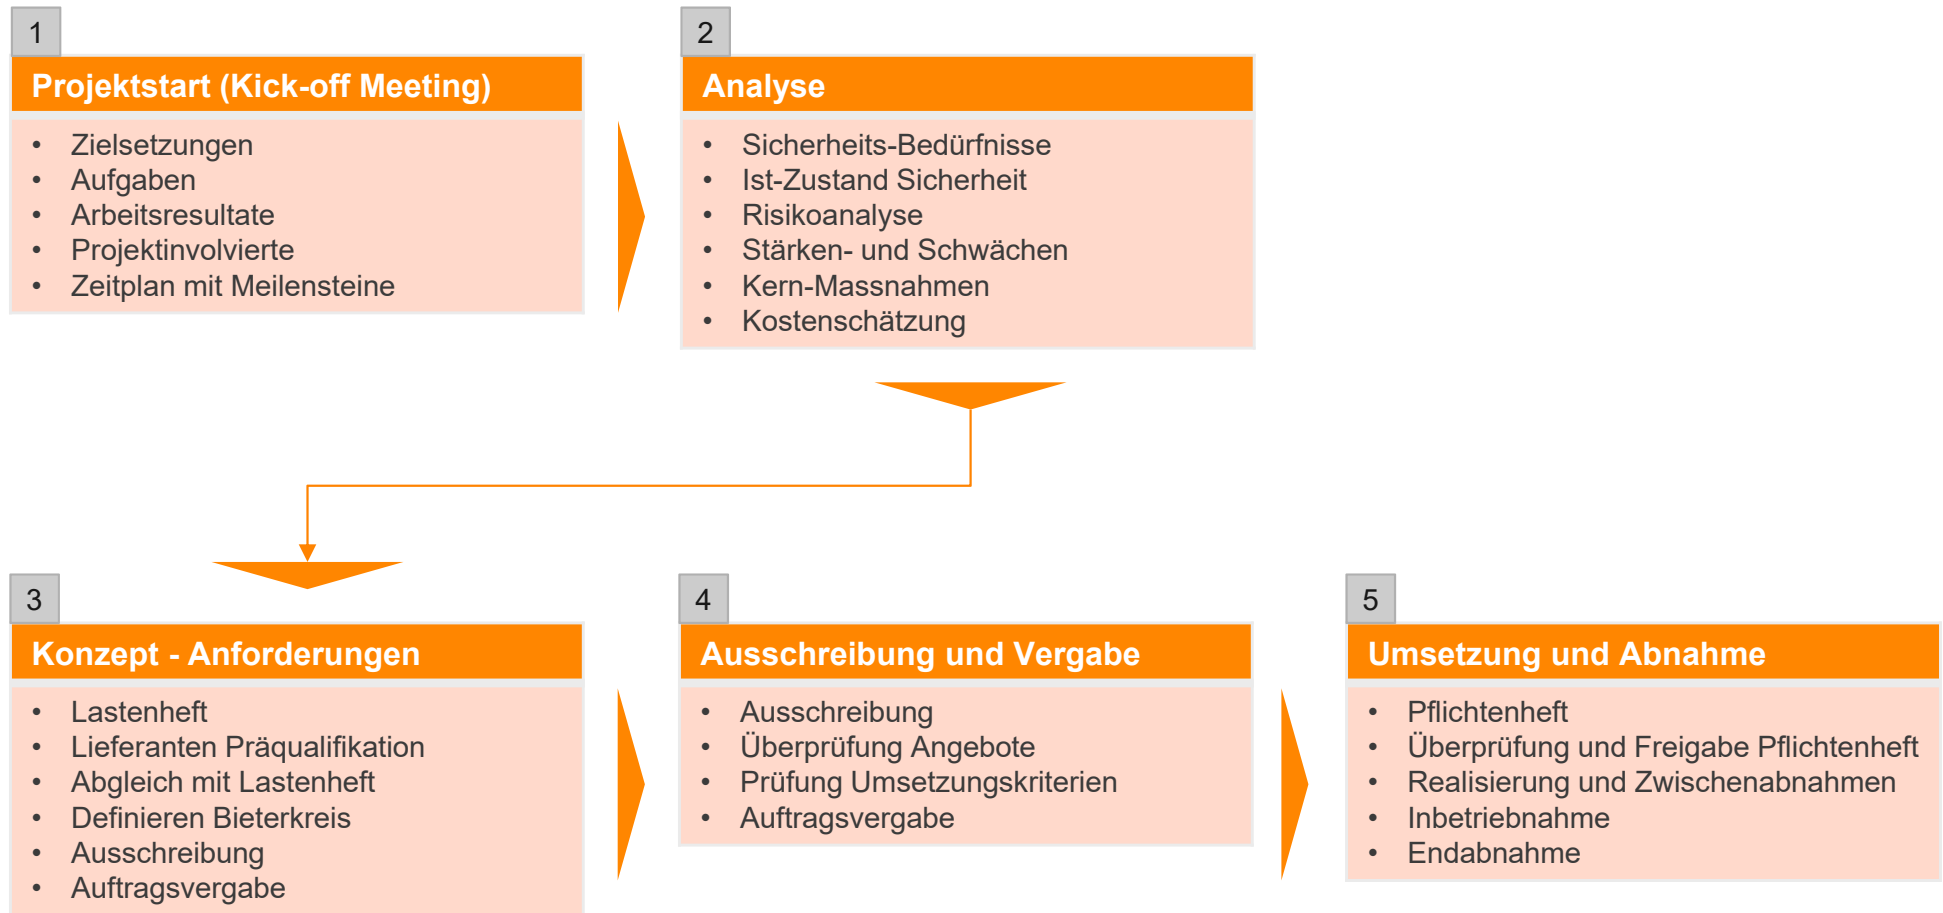 1
Projektstart (Kick-off Meeting)
• Zielsetzungen
• Aufgaben
• Arbeitsresultate
• Projektinvolvierte
• Zeitplan mit Meilensteine
2
Analyse
• Sicherheits-Bedürfnisse
• Ist-Zustand Sicherheit
• Risikoanalyse
• Stärken- und Schwächen
• Kern-Massnahmen
• Kostenschätzung
3
Konzept - Anforderungen
• Lastenheft
• Lieferanten Präqualifikation
• Abgleich mit Lastenheft
• Definieren Bieterkreis
• Ausschreibung
• Auftragsvergabe
4
Ausschreibung und Vergabe
• Ausschreibung
• Überprüfung Angebote
• Prüfung Umsetzungskriterien
• Auftragsvergabe
5
Umsetzung und Abnahme
• Pflichtenheft
• Überprüfung und Freigabe Pflichtenheft
• Realisierung und Zwischenabnahmen
• Inbetriebnahme
• Endabnahme